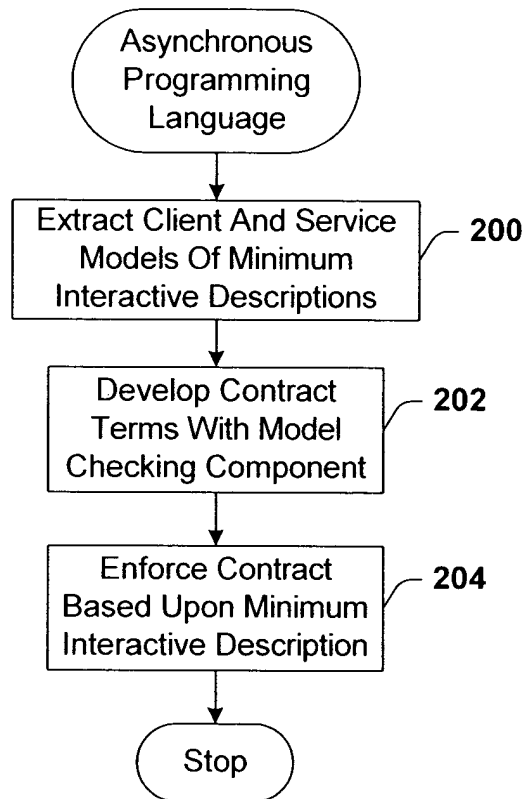 Asynchronous
Programming
Language
Extract Client And Service
Models Of Minimum
Interactive Descriptions
200
Develop Contract
Terms With Model
Checking Component
202
Enforce Contract
Based Upon Minimum
Interactive Description
204
Stop